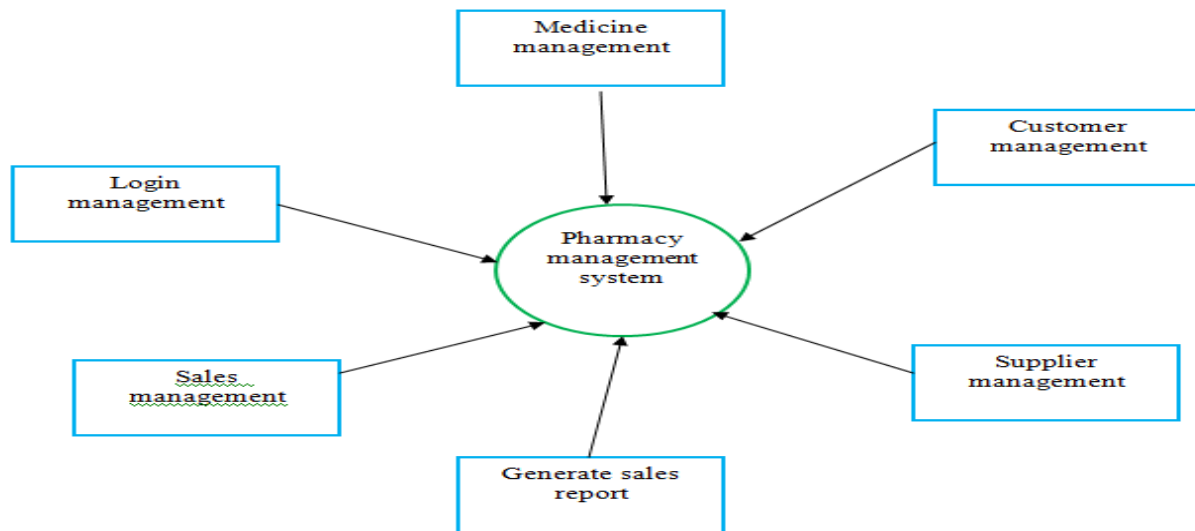 Medicine
management
Customer
management
Login
management
Pharmacy
management
system
Sales
management
Supplier
management
Generate sales
report